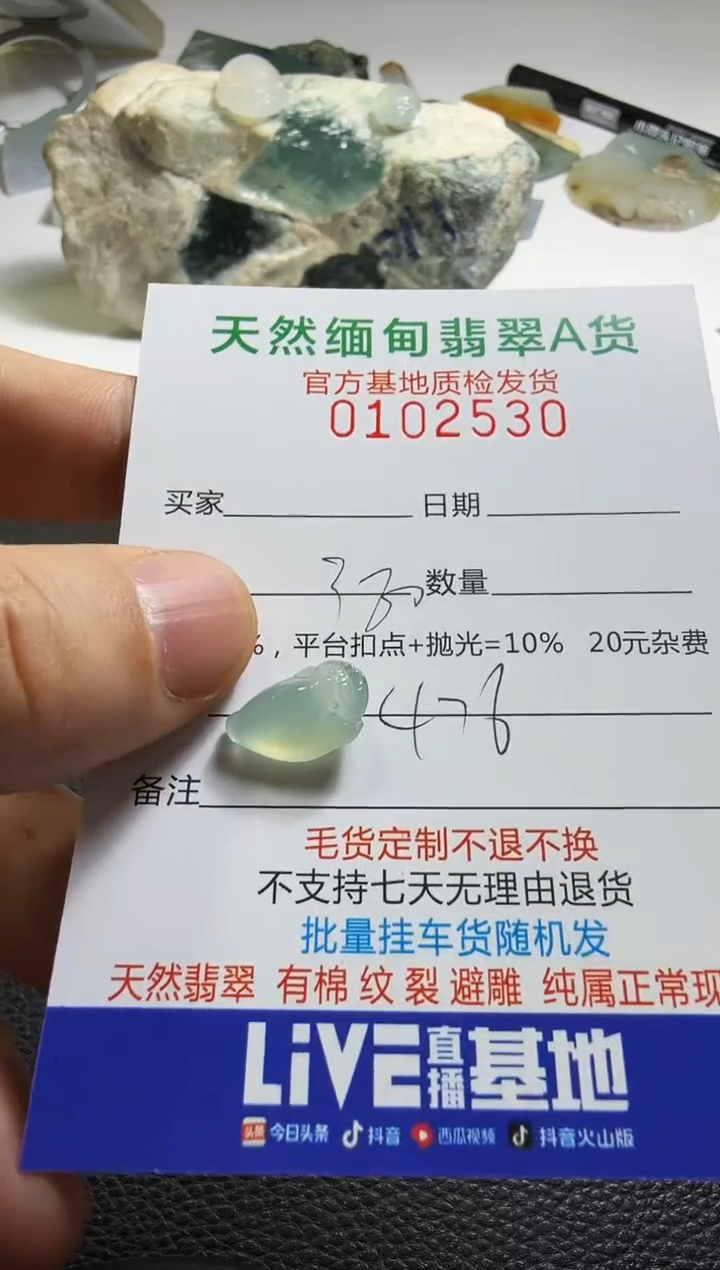 天然缅甸翡翠A货
官方基地质检发货
0102530
买家 日期
380 数量
%，平台扣点+抛光=10% 20元杂费
476
备注
毛货定制不退不换
不支持七天无理由退货
批量挂车货随机发
天然翡翠 有棉 纹 裂 避雕 纯属正常现
LiVE直播基地
头条 今日头条 抖音 西瓜视频 抖音火山版